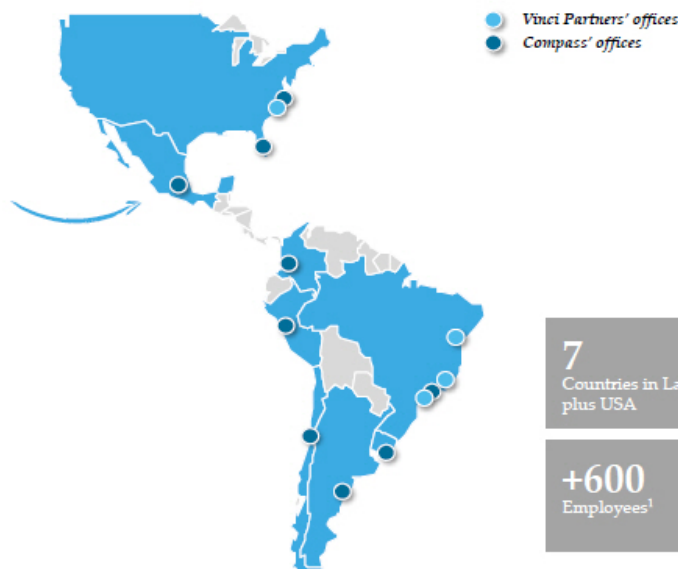 Vinci Partners' offices
Compass' offices
7
Countries in La
plus USA
+600
Employees¹